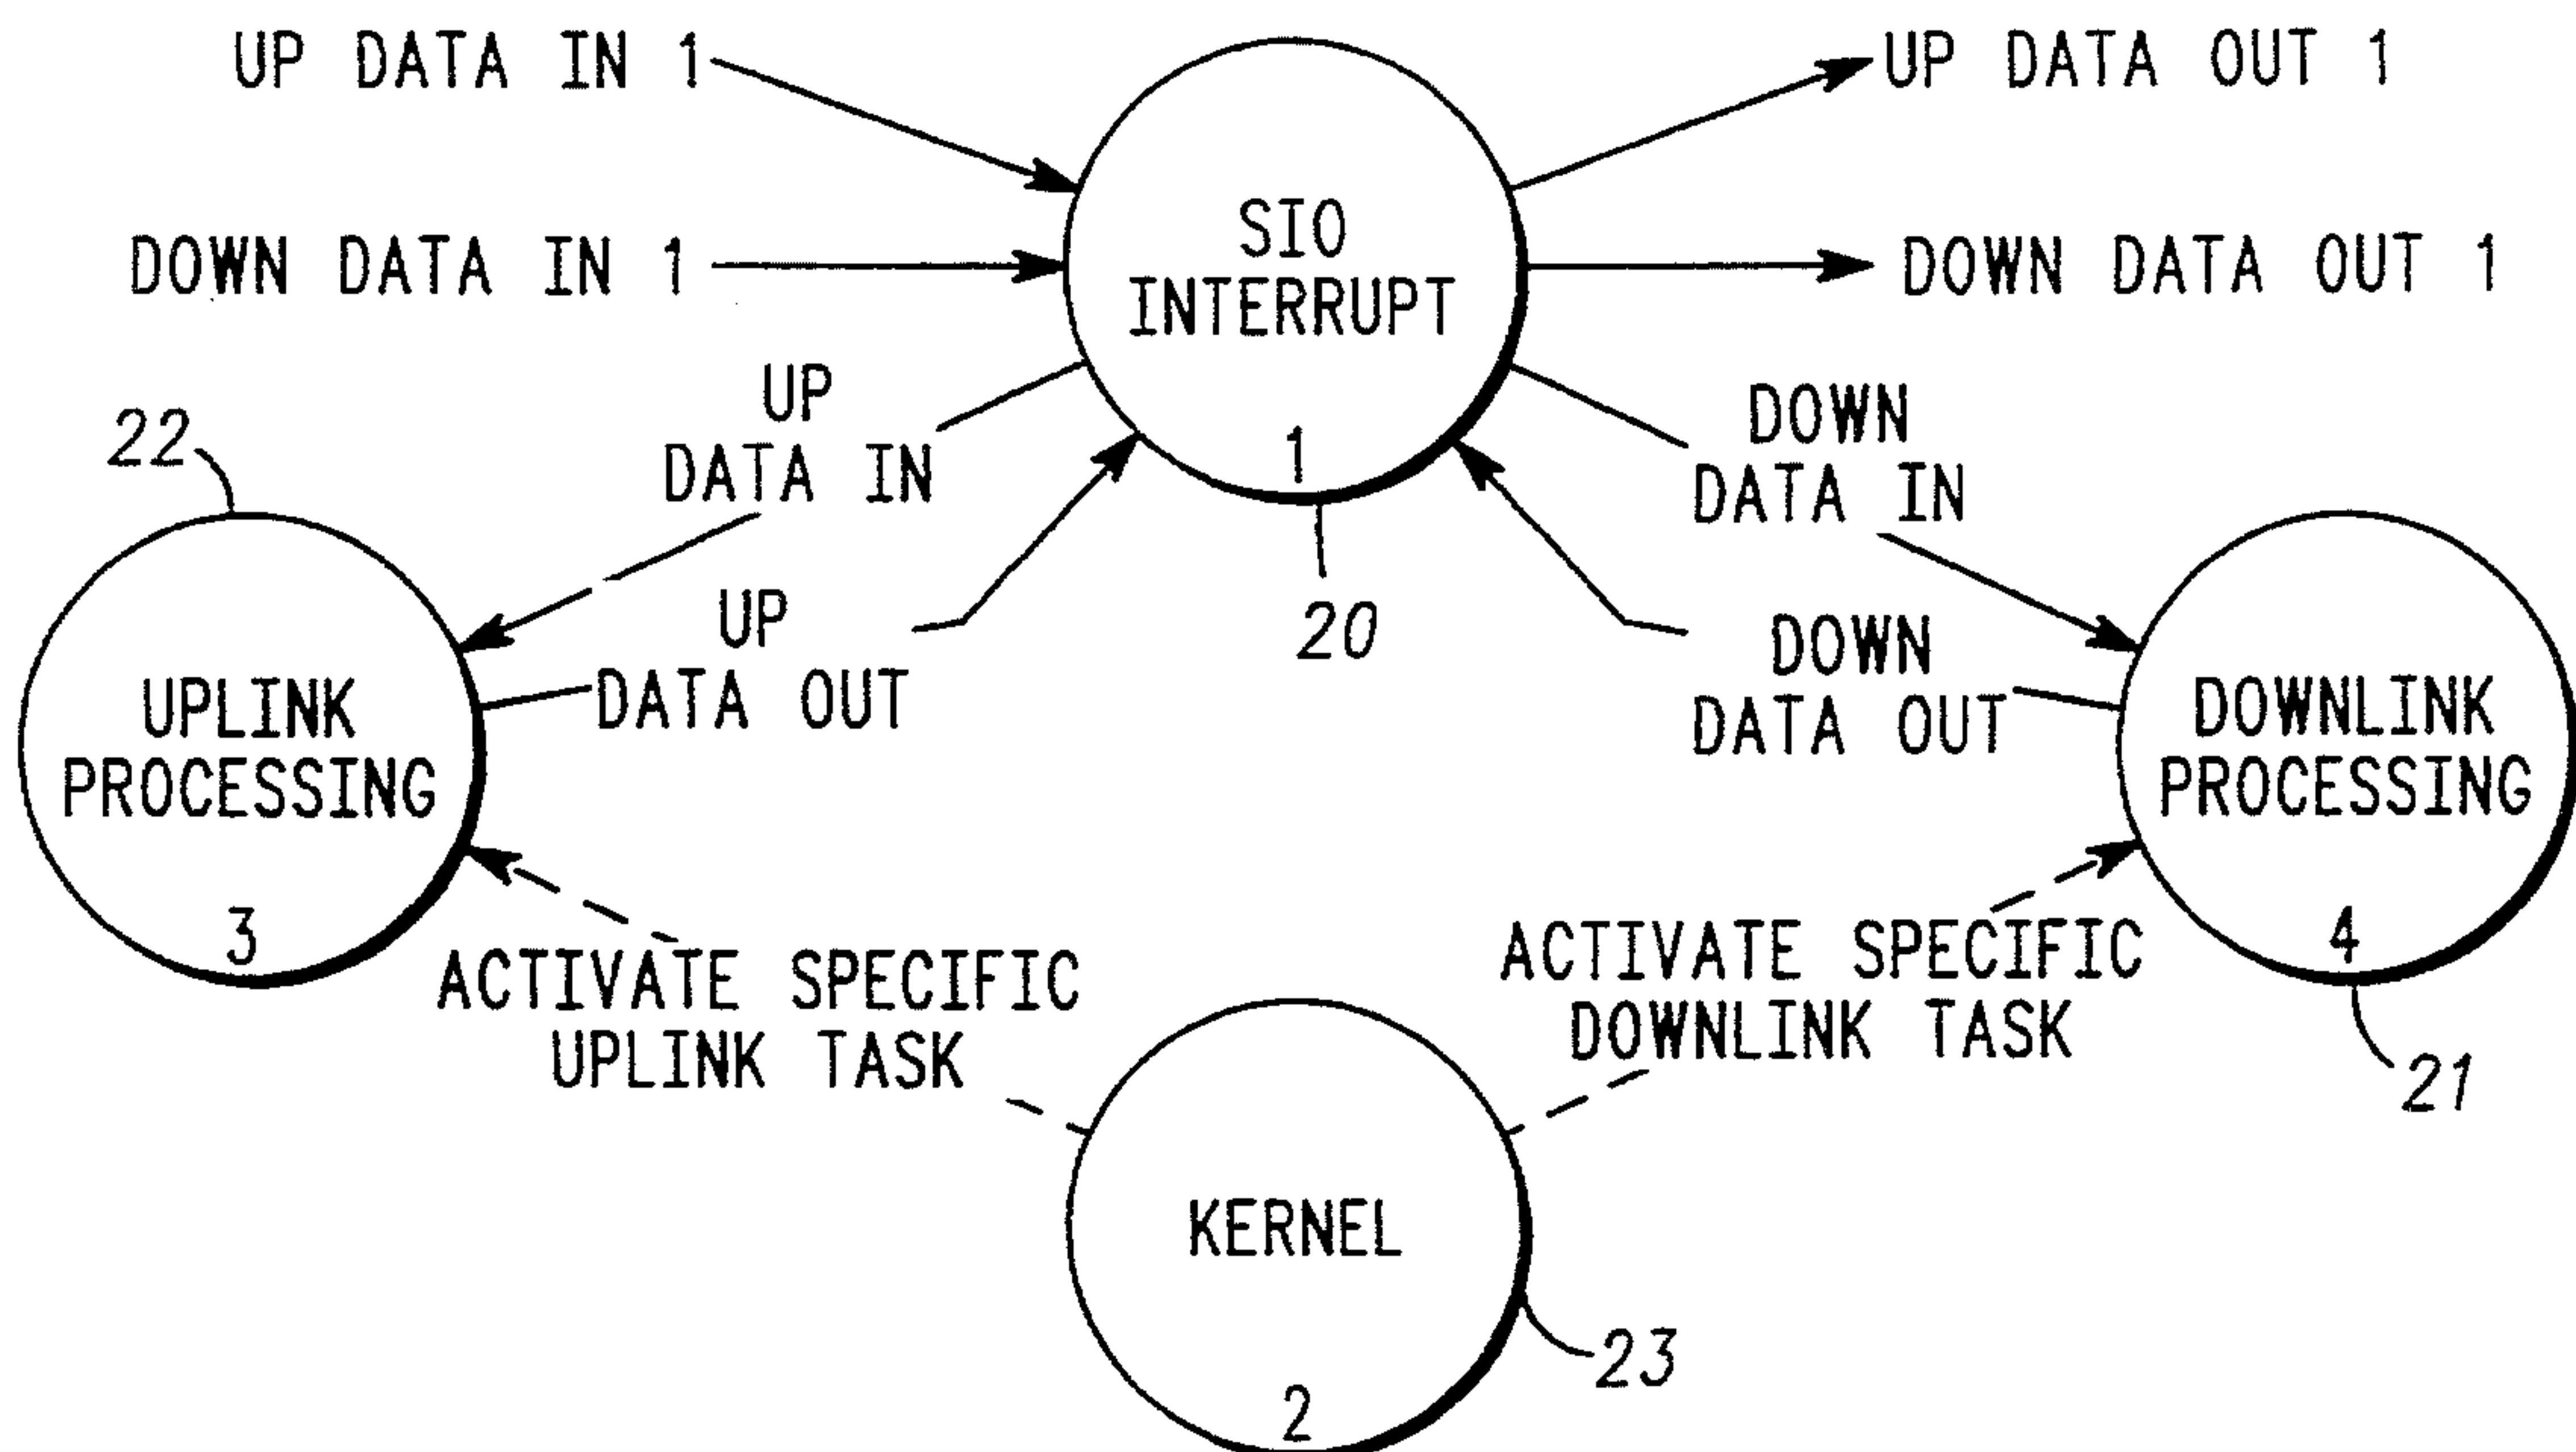 UP DATA IN 1
UP DATA OUT 1
SIO
INTERRUPT
1
DOWN DATA IN 1
DOWN DATA OUT 1
UP
DATA IN
DOWN
DATA IN
22
20
UP
DATA OUT
DOWN
DATA OUT
UPLINK
PROCESSING
3
DOWNLINK
PROCESSING
4
ACTIVATE SPECIFIC
UPLINK TASK
ACTIVATE SPECIFIC
DOWNLINK TASK
21
KERNEL
2
23